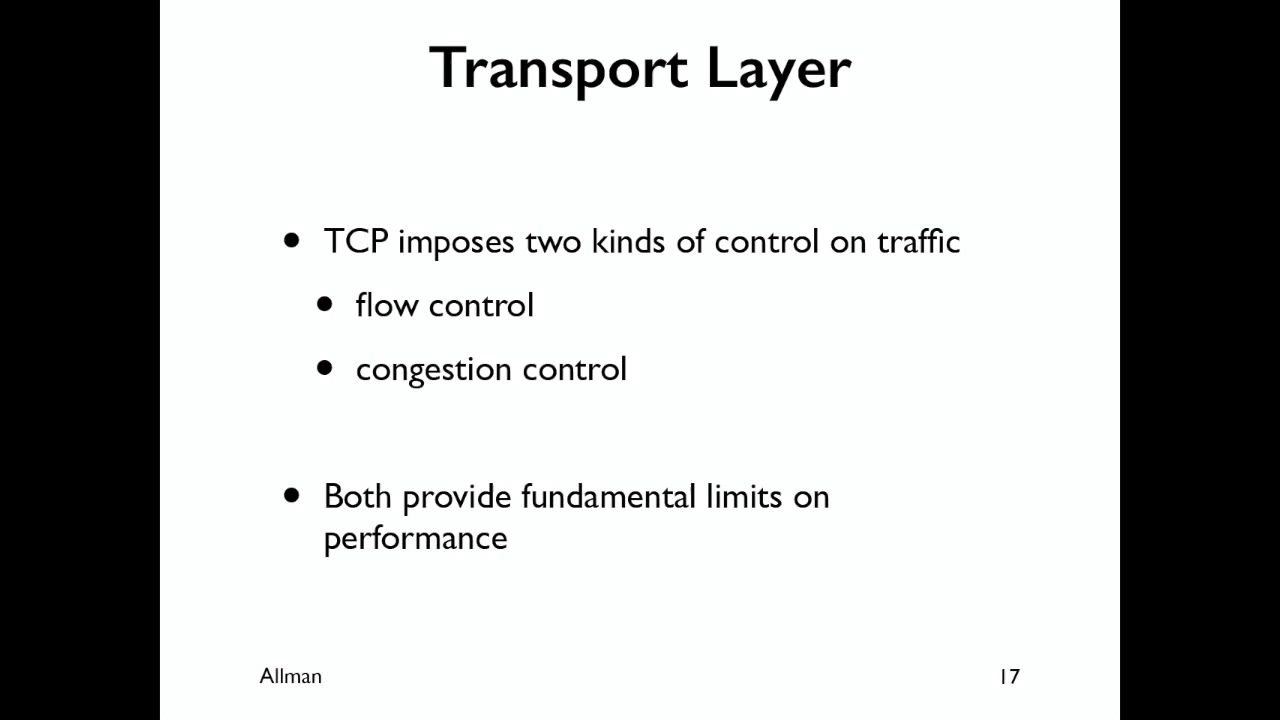 Transport Layer
• TCP imposes two kinds of control on traffic
• flow control
• congestion control
• Both provide fundamental limits on
performance
Allman
17